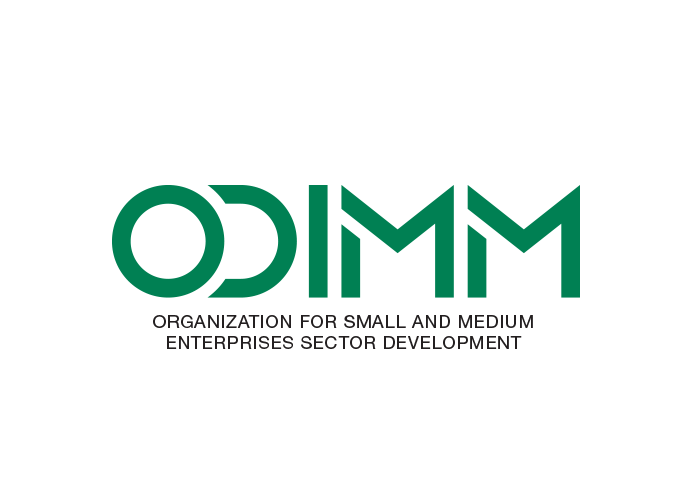 ODIMM
ORGANIZATION FOR SMALL AND MEDIUM
ENTERPRISES SECTOR DEVELOPMENT